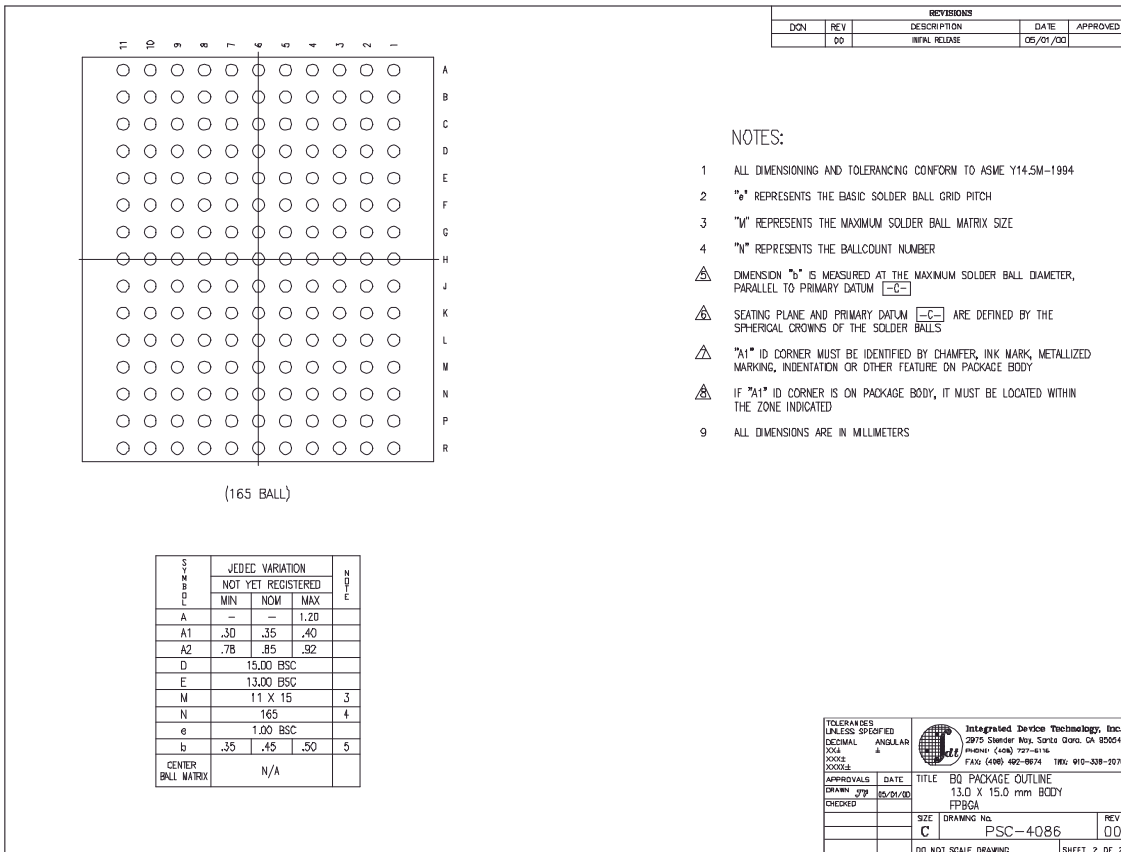 REVISIONS
DCN REV DESCRIPTION DATE APPROVED
00 INITIAL RELEASE 05/01/00
11 10 9 8 7 6 5 4 3 2 1
A
B
C
D
E
F
G
H
J
K
L
M
N
P
R
(165 BALL)
NOTES:
1 ALL DIMENSIONING AND TOLERANCING CONFORM TO ASME Y14.5M-1994
2 "e" REPRESENTS THE BASIC SOLDER BALL GRID PITCH
3 "M" REPRESENTS THE MAXIMUM SOLDER BALL MATRIX SIZE
4 "N" REPRESENTS THE BALLCOUNT NUMBER
5 DIMENSION "b" IS MEASURED AT THE MAXIMUM SOLDER BALL DIAMETER,
PARALLEL TO PRIMARY DATUM -C-
6 SEATING PLANE AND PRIMARY DATUM -C- ARE DEFINED BY THE
SPHERICAL CROWNS OF THE SOLDER BALLS
7 "A1" ID CORNER MUST BE IDENTIFIED BY CHAMFER, INK MARK, METALLIZED
MARKING, INDENTATION OR OTHER FEATURE ON PACKAGE BODY
8 IF "A1" ID CORNER IS ON PACKAGE BODY, IT MUST BE LOCATED WITHIN
THE ZONE INDICATED
9 ALL DIMENSIONS ARE IN MILLIMETERS
SYMBOL JEDEC VARIATION NOTE
NOT YET REGISTERED
MIN NOM MAX
A – – 1.20
A1 .30 .35 .40
A2 .78 .85 .92
D 15.00 BSC
E 13.00 BSC
M 11 X 15 3
N 165 4
e 1.00 BSC
b .35 .45 .50 5
CENTER
BALL MATRIX N/A
TOLERANCES
UNLESS SPECIFIED
DECIMAL ANGULAR
XX± ±
XXX±
XXXX±
idt
Integrated Device Technology, Inc.
2975 Stender Way, Santa Clara, CA 95054
PHONE: (408) 727-6116
FAX: (408) 492-8674 TWX: 910-338-2070
APPROVALS DATE
DRAWN 05/01/00
CHECKED
TITLE BQ PACKAGE OUTLINE
13.0 X 15.0 mm BODY
FPBGA
SIZE DRAWING No. REV
C PSC-4086 00
DO NOT SCALE DRAWING SHEET 2 OF 2